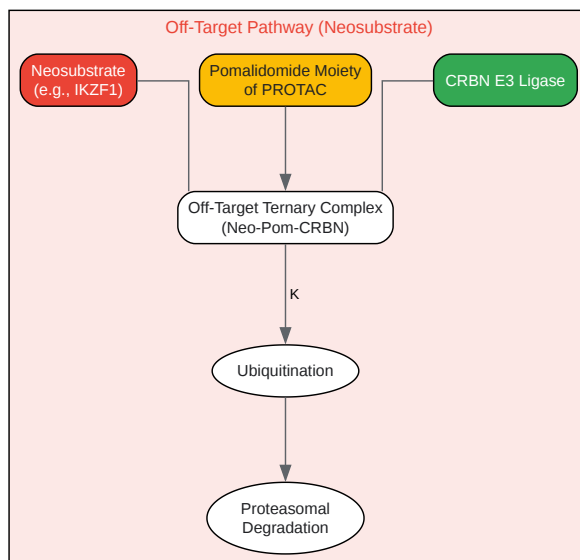 Off-Target Pathway (Neosubstrate)
Neosubstrate
(e.g., IKZF1)
Pomalidomide Moiety
of PROTAC
CRBN E3 Ligase
Off-Target Ternary Complex
(Neo-Pom-CRBN)
K
Ubiquitination
Proteasomal
Degradation